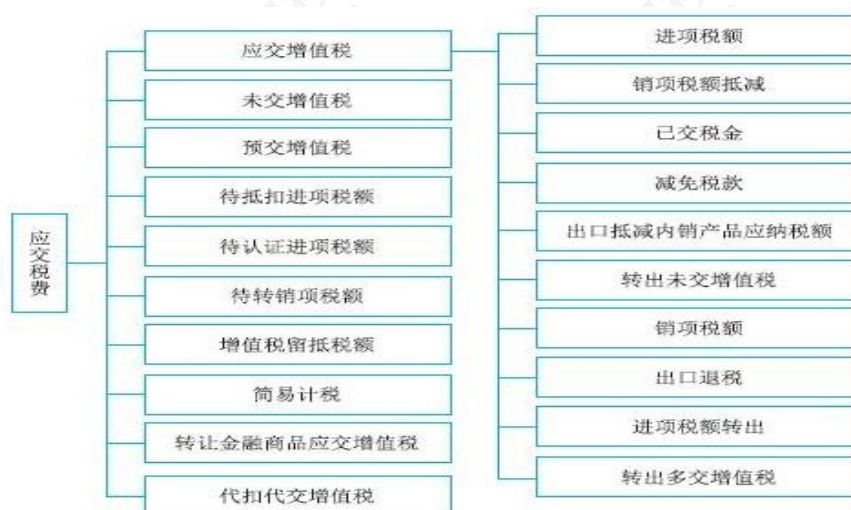 应交税费
应交增值税
未交增值税
预交增值税
待抵扣进项税额
待认证进项税额
待转销项税额
增值税留抵税额
简易计税
转让金融商品应交增值税
代扣代交增值税
进项税额
销项税额抵减
已交税金
减免税款
出口抵减内销产品应纳税额
转出未交增值税
销项税额
出口退税
进项税额转出
转出多交增值税